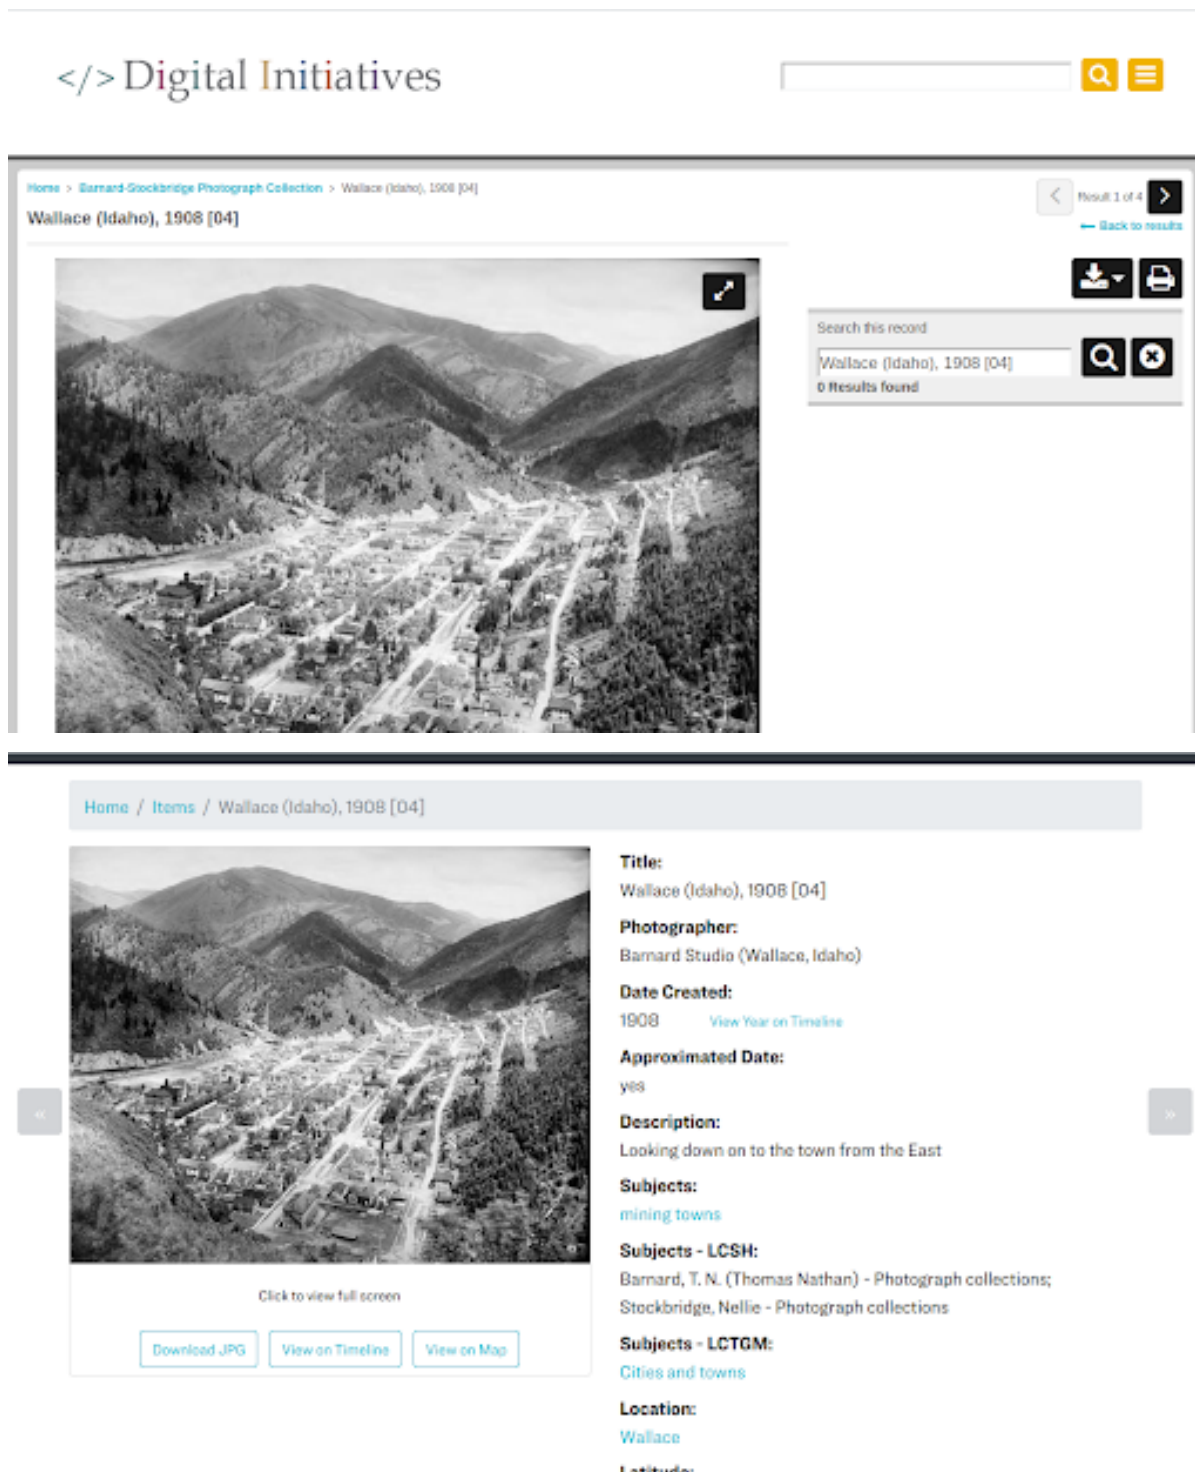 </> Digital Initiatives
Home > Barnard-Stockbridge Photograph Collection > Wallace (Idaho), 1908 [04]
Result 1 of 4
Wallace (Idaho), 1908 [04]
Back to results
Search this record
Wallace (Idaho), 1908 [04]
0 Results found
Home / Items / Wallace (Idaho), 1908 [04]
Title:
Wallace (Idaho), 1908 [04]
Photographer:
Barnard Studio (Wallace, Idaho)
Date Created:
1908 View Year on Timeline
Approximated Date:
yes
«
»
Description:
Looking down on to the town from the East
Subjects:
mining towns
Subjects - LCSH:
Barnard, T. N. (Thomas Nathan) - Photograph collections;
Stockbridge, Nellie - Photograph collections
Click to view full screen
Download JPG View on Timeline View on Map
Subjects - LCTGM:
Cities and towns
Location:
Wallace
Latitude: